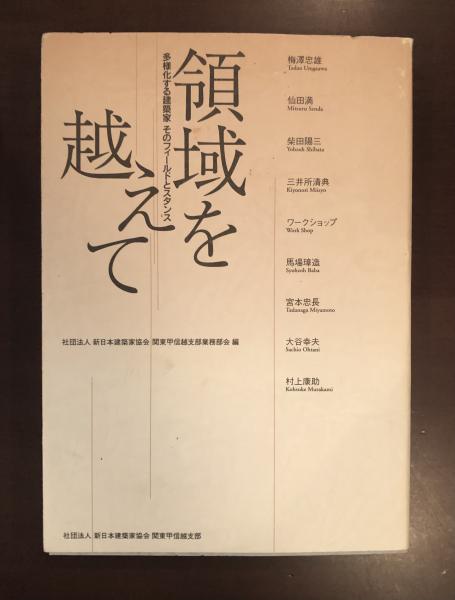 領域を
越えて
多様化する建築家 そのフィールドとスタンス
梅澤忠雄
Tadao Umezawa
仙田満
Mitsuru Senda
柴田陽三
Yohzoh Shibata
三井所清典
Kiyonori Miisyo
ワークショップ
Work Shop
馬場璋造
Syohzoh Baba
宮本忠長
Tadanaga Miyamoto
大谷幸夫
Sachio Ohtani
村上康助
Kohsuke Murakami
社団法人 新日本建築家協会 関東甲信越支部業務部会 編
社団法人 新日本建築家協会 関東甲信越支部